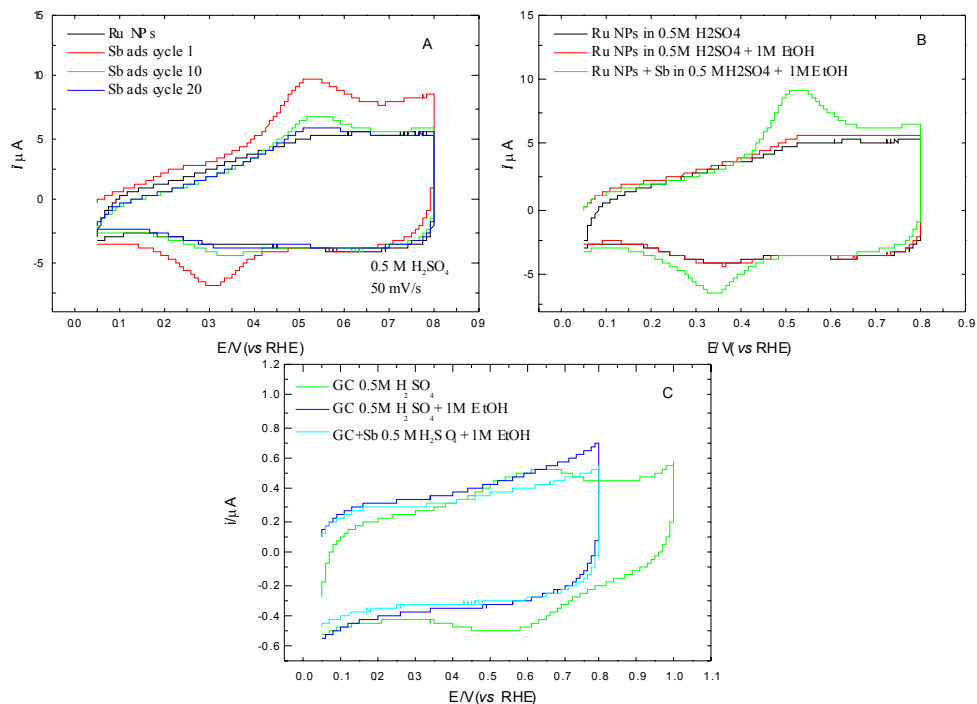 A
Ru NPs
Sb ads cycle 1
Sb ads cycle 10
Sb ads cycle 20
15
10
5
0
-5
I/µA
0.5 M H2SO4
50 mV/s
0.0 0.1 0.2 0.3 0.4 0.5 0.6 0.7 0.8 0.9
E/V(vs RHE)
B
Ru NPs in 0.5M H2SO4
Ru NPs in 0.5M H2SO4 + 1M EtOH
Ru NPs + Sb in 0.5 MH2SO4 + 1MEtOH
15
10
5
0
-5
I/µA
0.0 0.1 0.2 0.3 0.4 0.5 0.6 0.7 0.8 0.9
E/V(vs RHE)
C
GC 0.5M H2SO4
GC 0.5M H2SO4 + 1M EtOH
GC+Sb 0.5 MH2SO4 + 1M EtOH
1.2
1.0
0.8
0.6
0.4
0.2
0.0
-0.2
-0.4
-0.6
i/µA
0.0 0.1 0.2 0.3 0.4 0.5 0.6 0.7 0.8 0.9 1.0 1.1
E/V(vs RHE)